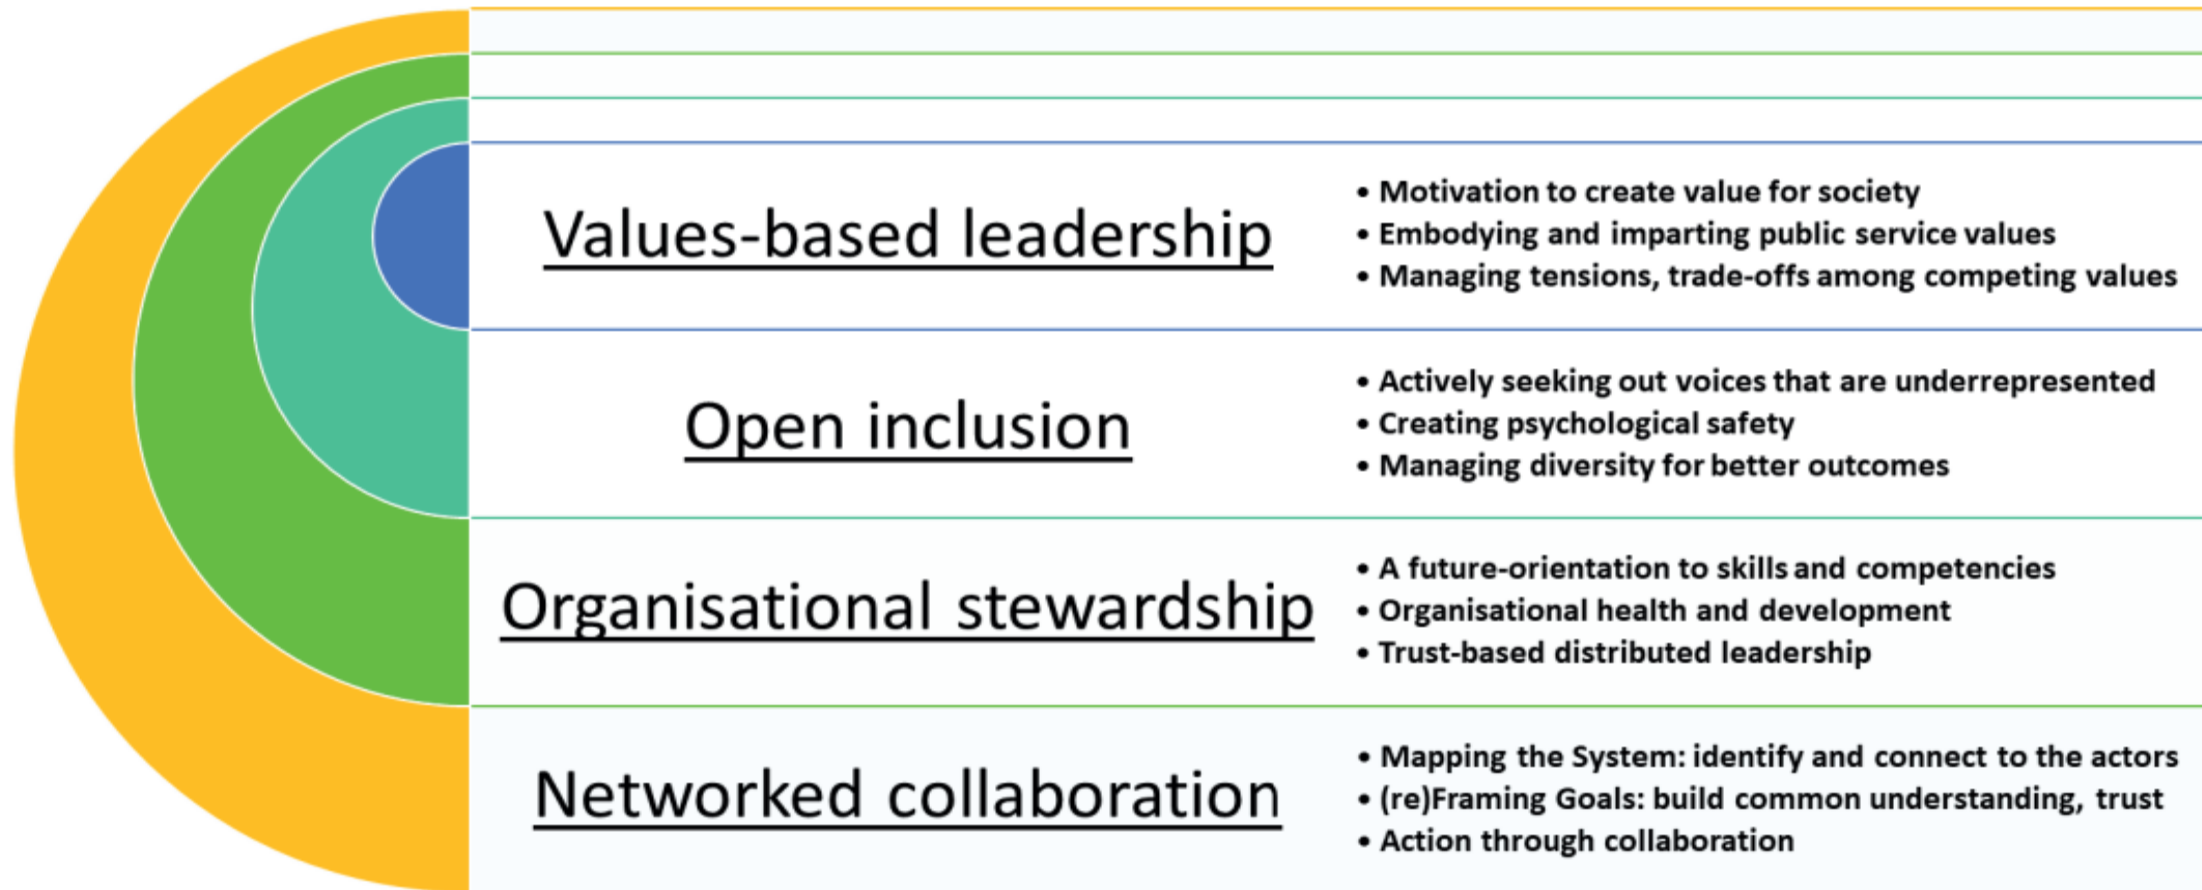 Values-based leadership
• Motivation to create value for society
• Embodying and imparting public service values
• Managing tensions, trade-offs among competing values
Open inclusion
• Actively seeking out voices that are underrepresented
• Creating psychological safety
• Managing diversity for better outcomes
Organisational stewardship
• A future-orientation to skills and competencies
• Organisational health and development
• Trust-based distributed leadership
Networked collaboration
• Mapping the System: identify and connect to the actors
• (re)Framing Goals: build common understanding, trust
• Action through collaboration